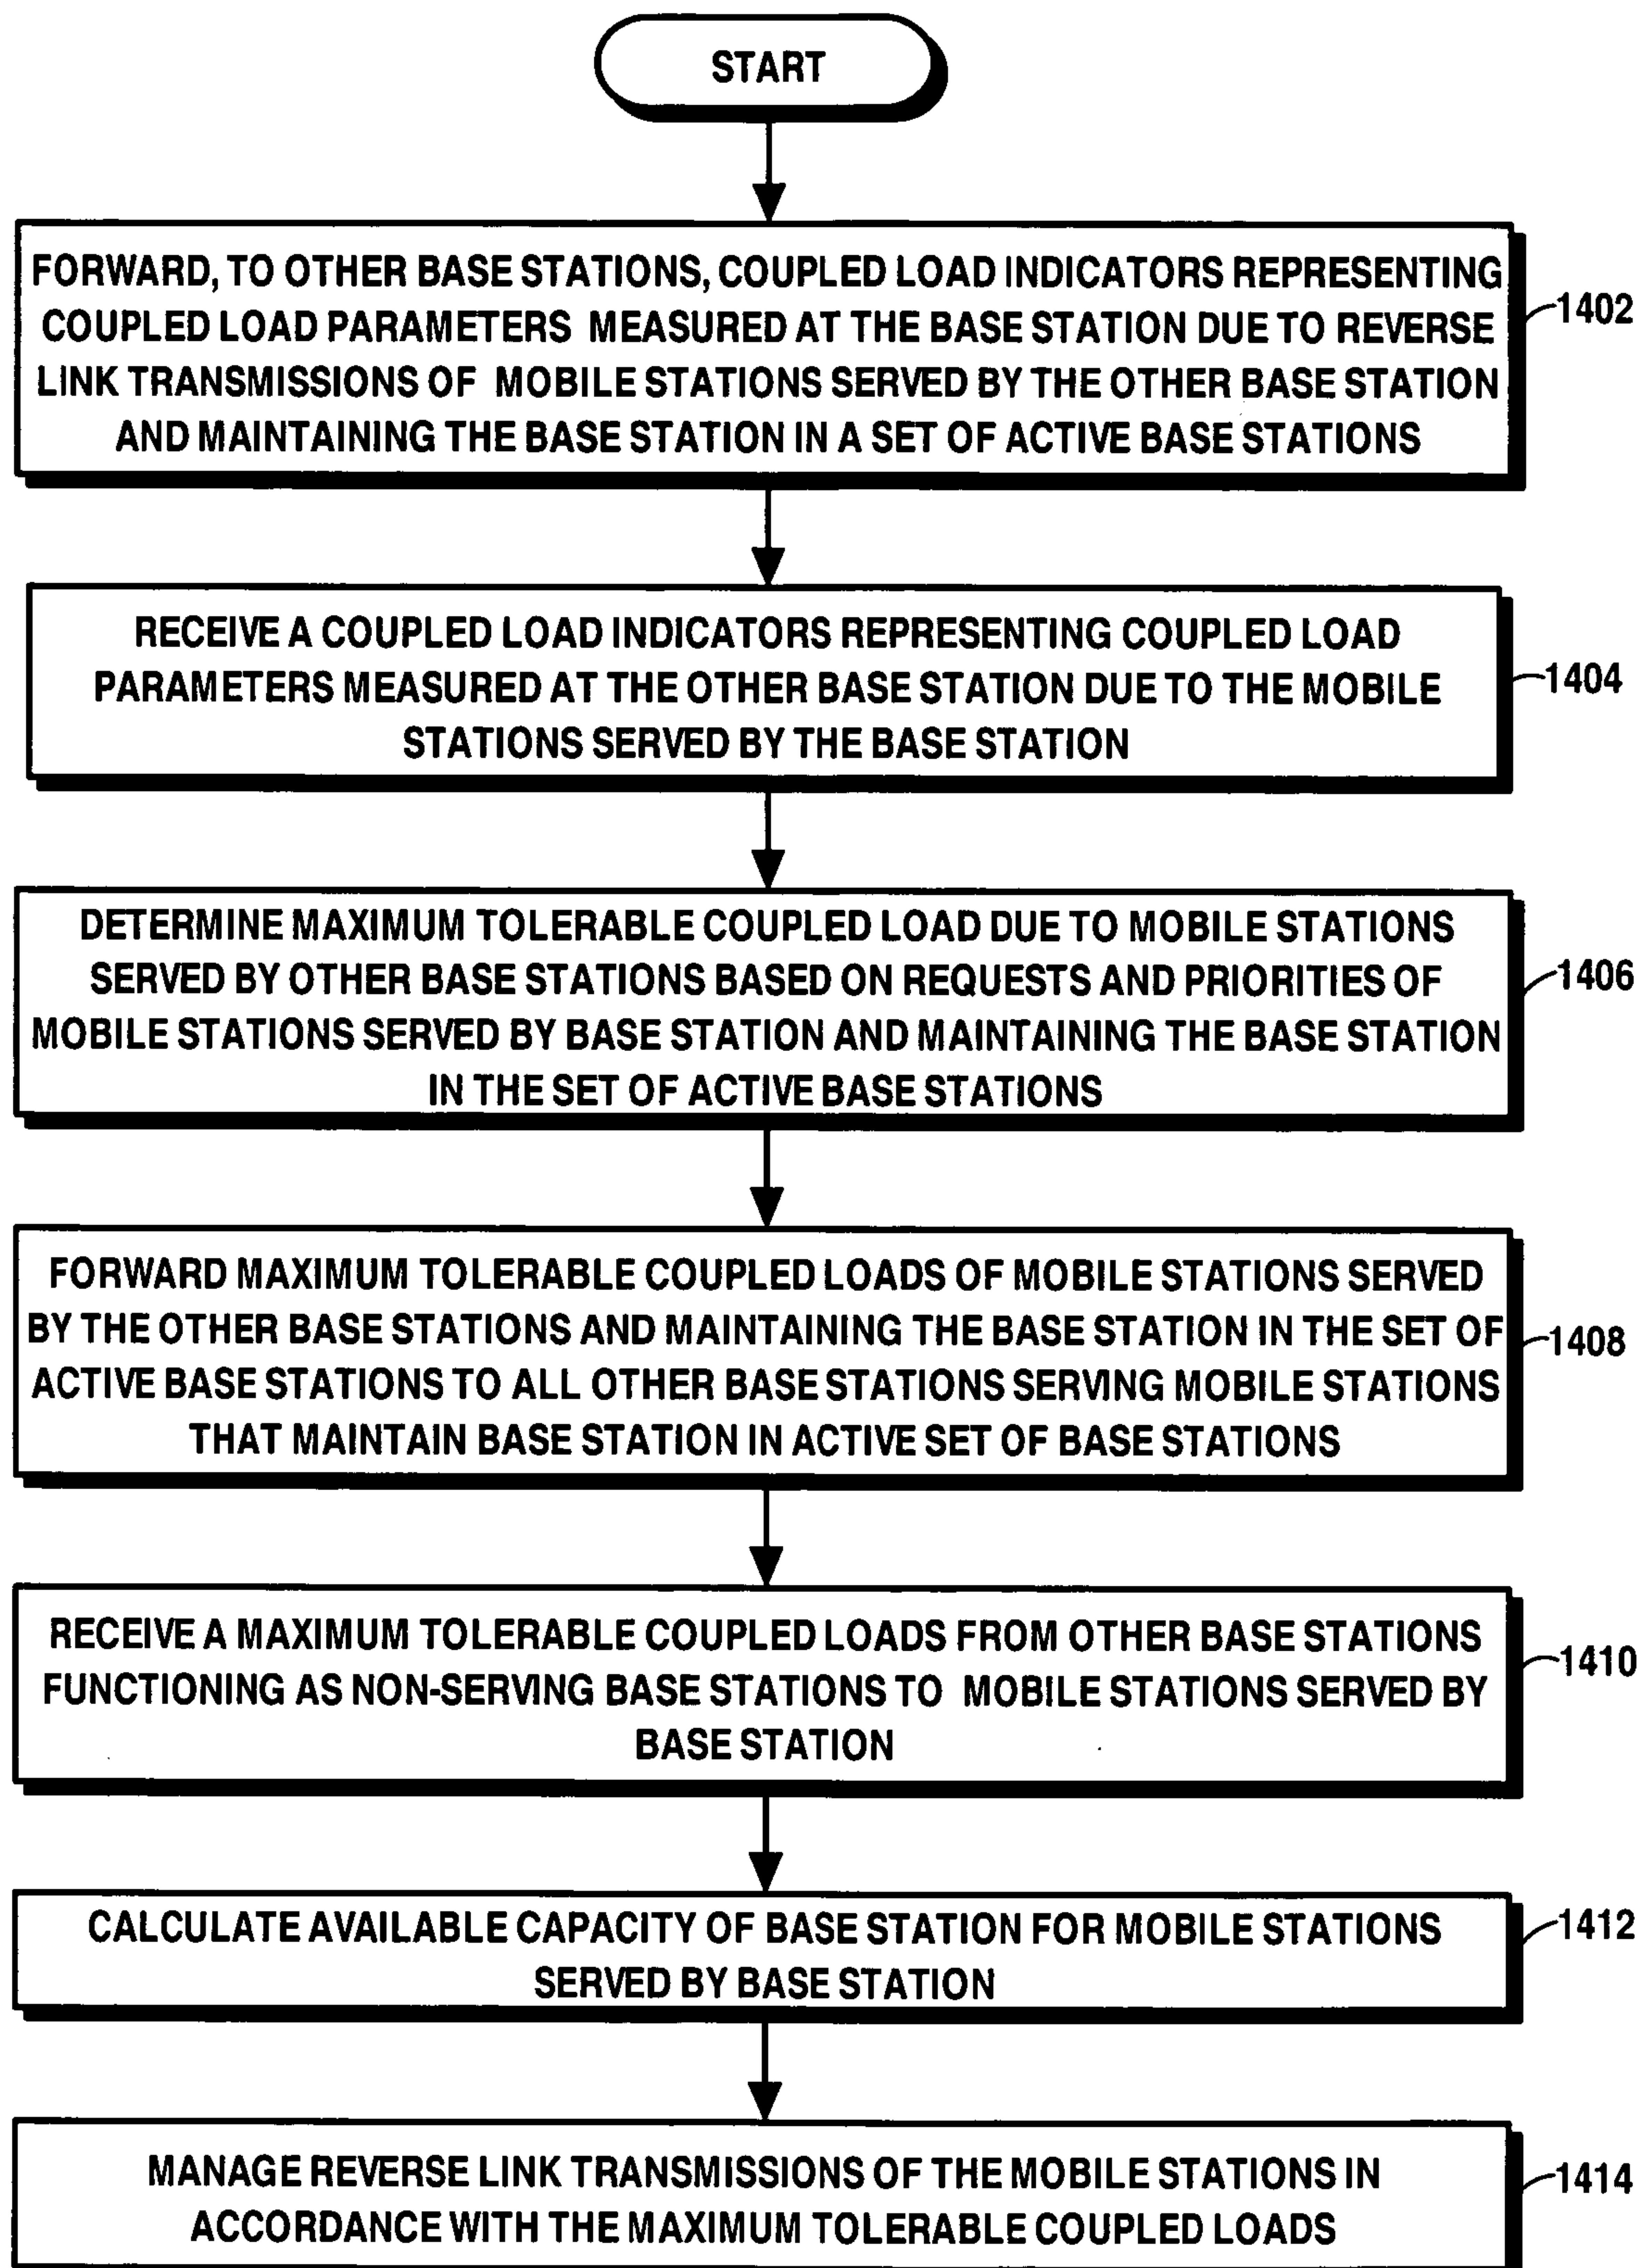 START
FORWARD, TO OTHER BASE STATIONS, COUPLED LOAD INDICATORS REPRESENTING
COUPLED LOAD PARAMETERS MEASURED AT THE BASE STATION DUE TO REVERSE
LINK TRANSMISSIONS OF MOBILE STATIONS SERVED BY THE OTHER BASE STATION
AND MAINTAINING THE BASE STATION IN A SET OF ACTIVE BASE STATIONS
1402
RECEIVE A COUPLED LOAD INDICATORS REPRESENTING COUPLED LOAD
PARAMETERS MEASURED AT THE OTHER BASE STATION DUE TO THE MOBILE
STATIONS SERVED BY THE BASE STATION
1404
DETERMINE MAXIMUM TOLERABLE COUPLED LOAD DUE TO MOBILE STATIONS
SERVED BY OTHER BASE STATIONS BASED ON REQUESTS AND PRIORITIES OF
MOBILE STATIONS SERVED BY BASE STATION AND MAINTAINING THE BASE STATION
IN THE SET OF ACTIVE BASE STATIONS
1406
FORWARD MAXIMUM TOLERABLE COUPLED LOADS OF MOBILE STATIONS SERVED
BY THE OTHER BASE STATIONS AND MAINTAINING THE BASE STATION IN THE SET OF
ACTIVE BASE STATIONS TO ALL OTHER BASE STATIONS SERVING MOBILE STATIONS
THAT MAINTAIN BASE STATION IN ACTIVE SET OF BASE STATIONS
1408
RECEIVE A MAXIMUM TOLERABLE COUPLED LOADS FROM OTHER BASE STATIONS
FUNCTIONING AS NON-SERVING BASE STATIONS TO MOBILE STATIONS SERVED BY
BASE STATION
1410
CALCULATE AVAILABLE CAPACITY OF BASE STATION FOR MOBILE STATIONS
SERVED BY BASE STATION
1412
MANAGE REVERSE LINK TRANSMISSIONS OF THE MOBILE STATIONS IN
ACCORDANCE WITH THE MAXIMUM TOLERABLE COUPLED LOADS
1414